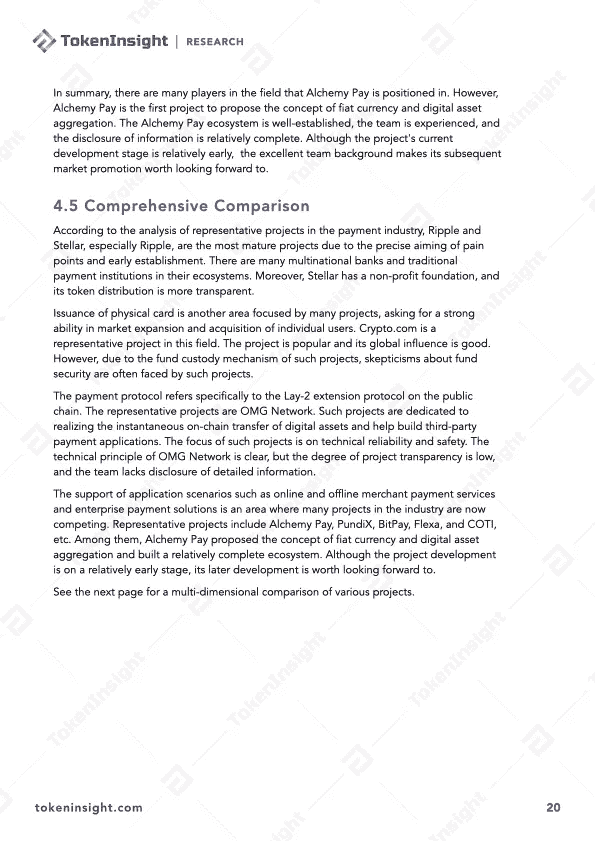 TokenInsight | RESEARCH
In summary, there are many players in the field that Alchemy Pay is positioned in. However,
Alchemy Pay is the first project to propose the concept of fiat currency and digital asset
aggregation. The Alchemy Pay ecosystem is well-established, the team is experienced, and
the disclosure of information is relatively complete. Although the project's current
development stage is relatively early,  the excellent team background makes its subsequent
market promotion worth looking forward to.
4.5 Comprehensive Comparison
According to the analysis of representative projects in the payment industry, Ripple and
Stellar, especially Ripple, are the most mature projects due to the precise aiming of pain
points and early establishment. There are many multinational banks and traditional
payment institutions in their ecosystems. Moreover, Stellar has a non-profit foundation, and
its token distribution is more transparent.
Issuance of physical card is another area focused by many projects, asking for a strong
ability in market expansion and acquisition of individual users. Crypto.com is a
representative project in this field. The project is popular and its global influence is good.
However, due to the fund custody mechanism of such projects, skepticisms about fund
security are often faced by such projects.
The payment protocol refers specifically to the Lay-2 extension protocol on the public
chain. The representative projects are OMG Network. Such projects are dedicated to
realizing the instantaneous on-chain transfer of digital assets and help build third-party
payment applications. The focus of such projects is on technical reliability and safety. The
technical principle of OMG Network is clear, but the degree of project transparency is low,
and the team lacks disclosure of detailed information.
The support of application scenarios such as online and offline merchant payment services
and enterprise payment solutions is an area where many projects in the industry are now
competing. Representative projects include Alchemy Pay, PundiX, BitPay, Flexa, and COTI,
etc. Among them, Alchemy Pay proposed the concept of fiat currency and digital asset
aggregation and built a relatively complete ecosystem. Although the project development
is on a relatively early stage, its later development is worth looking forward to.
See the next page for a multi-dimensional comparison of various projects.
tokeninsight.com
20